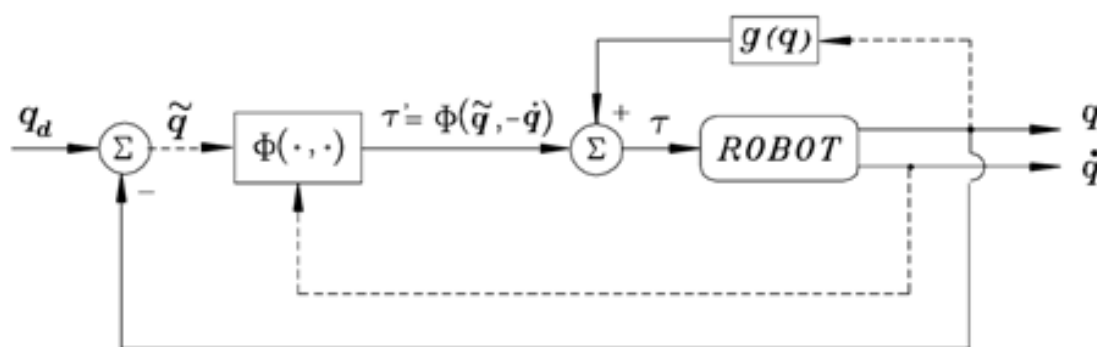 g(q)
q_d
Σ
q̃
−
Φ(·,·)
τ'= Φ(q̃,-q̇)
+
Σ
τ
ROBOT
q
q̇